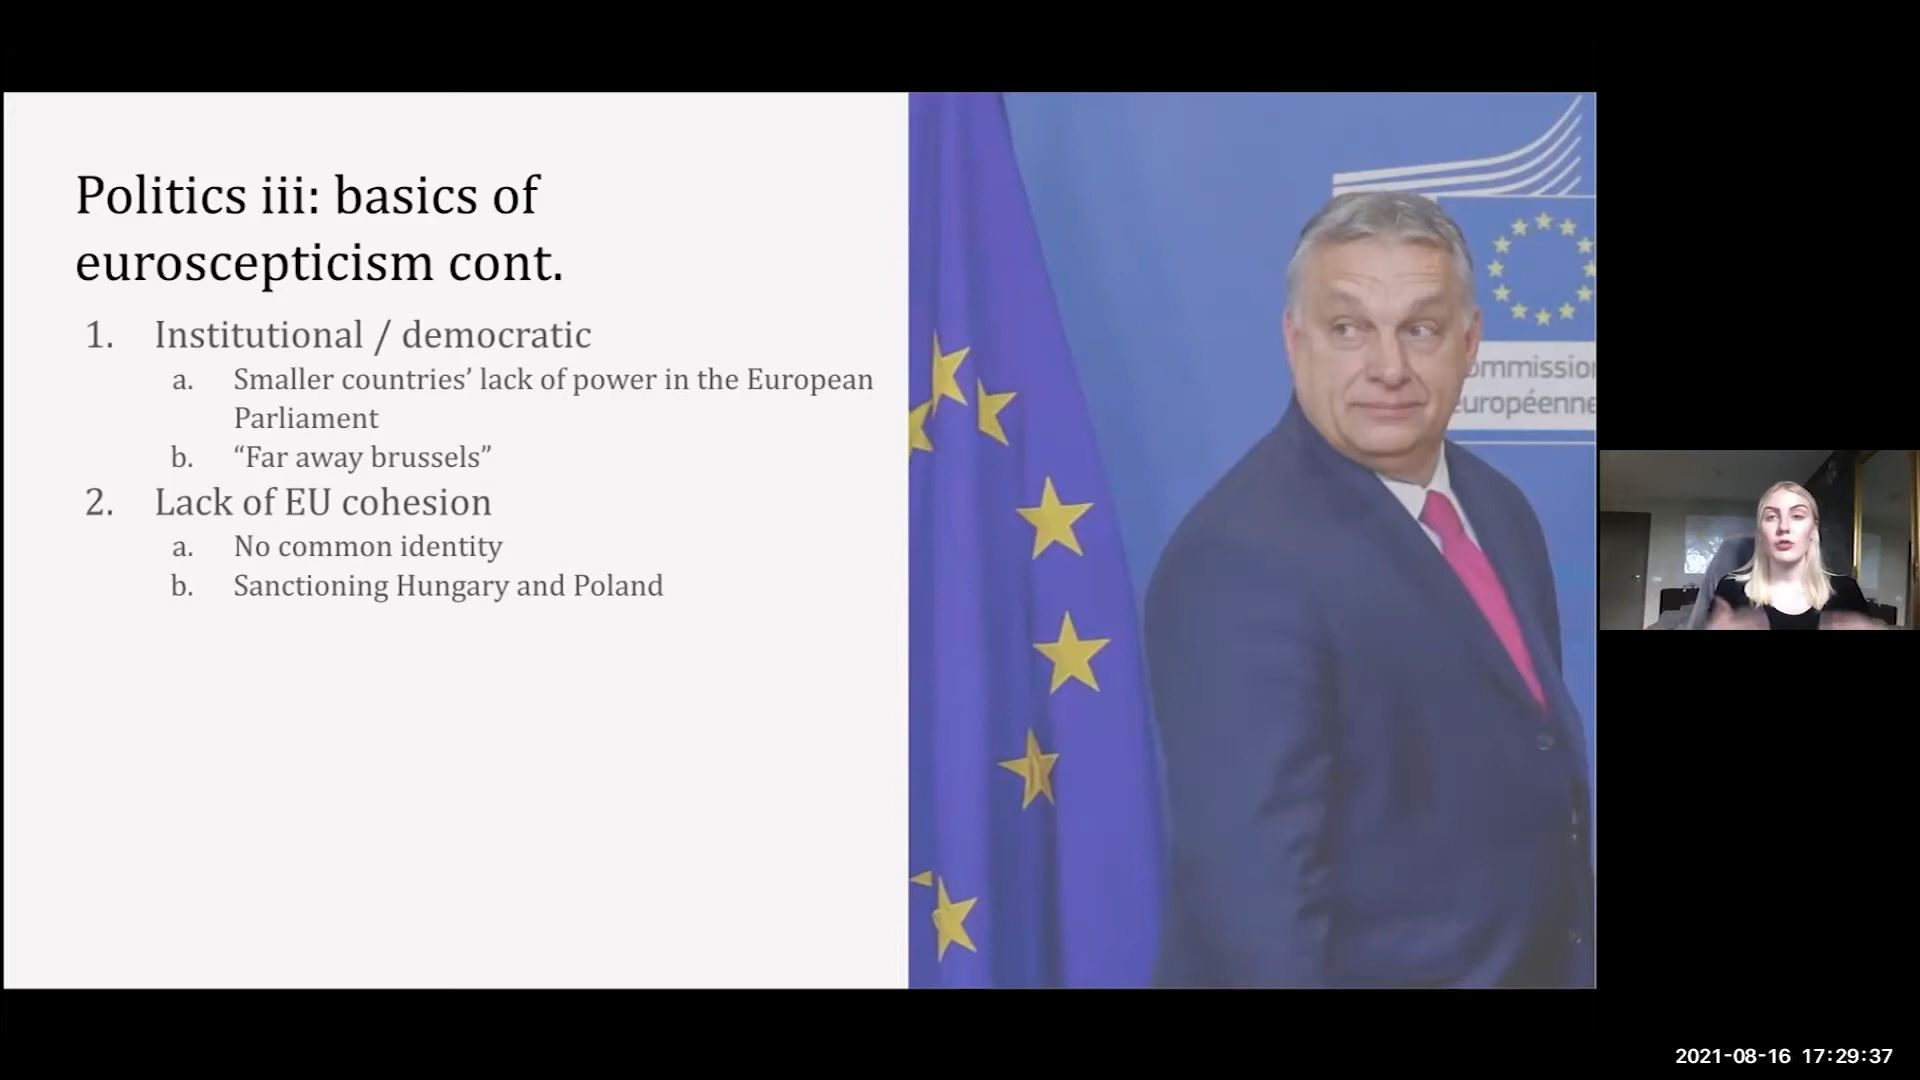 Politics iii: basics of
euroscepticism cont.
1. Institutional / democratic
a. Smaller countries’ lack of power in the European
Parliament
b. “Far away brussels”
2. Lack of EU cohesion
a. No common identity
b. Sanctioning Hungary and Poland
ommission
européenne
2021-08-16 17:29:37